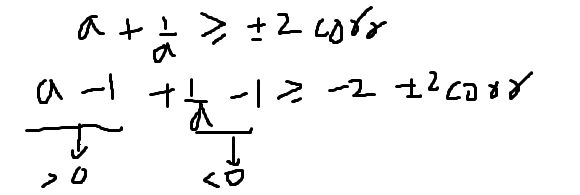 a + 1/a ≥ ±2 cos γ
a - 1 + 1/a - 1 ≥ -2 ±2 cos γ
> 0 < 0